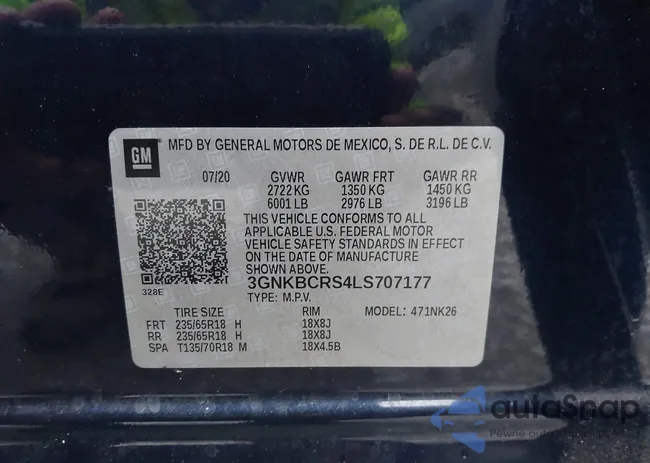 GM
MFD BY GENERAL MOTORS DE MEXICO, S. DE R.L. DE C.V.
07/20 GVWR GAWR FRT GAWR RR
2722 KG 1350 KG 1450 KG
6001 LB 2976 LB 3196 LB
THIS VEHICLE CONFORMS TO ALL
APPLICABLE U.S. FEDERAL MOTOR
VEHICLE SAFETY STANDARDS IN EFFECT
ON THE DATE OF MANUFACTURE
SHOWN ABOVE.
328E 3GNKBCRS4LS707177
TYPE: M.P.V.
TIRE SIZE RIM MODEL: 471NK26
FRT 235/65R18 H 18X8J
RR 235/65R18 H 18X8J
SPA T135/70R18 M 18X4.5B
autoSnap
Pewne auto